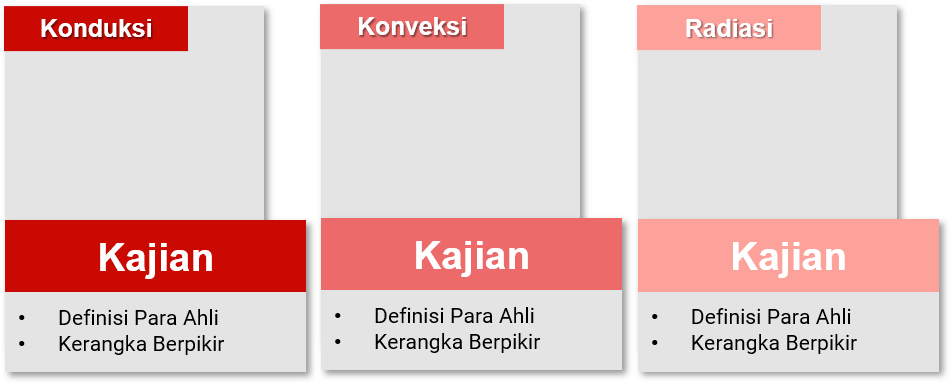 Konduksi
Kajian
• Definisi Para Ahli
• Kerangka Berpikir
Konveksi
Kajian
• Definisi Para Ahli
• Kerangka Berpikir
Radiasi
Kajian
• Definisi Para Ahli
• Kerangka Berpikir